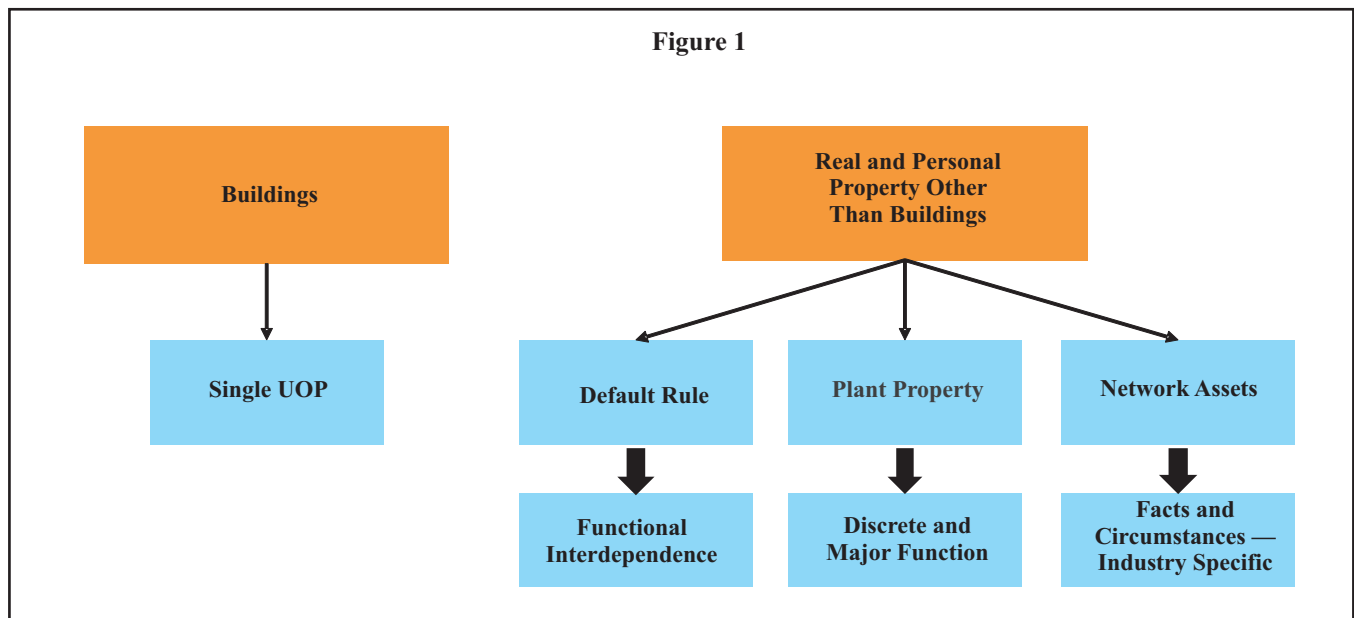 Figure 1
Buildings
Real and Personal
Property Other
Than Buildings
Single UOP
Default Rule
Plant Property
Network Assets
Functional
Interdependence
Discrete and
Major Function
Facts and
Circumstances —
Industry Specific